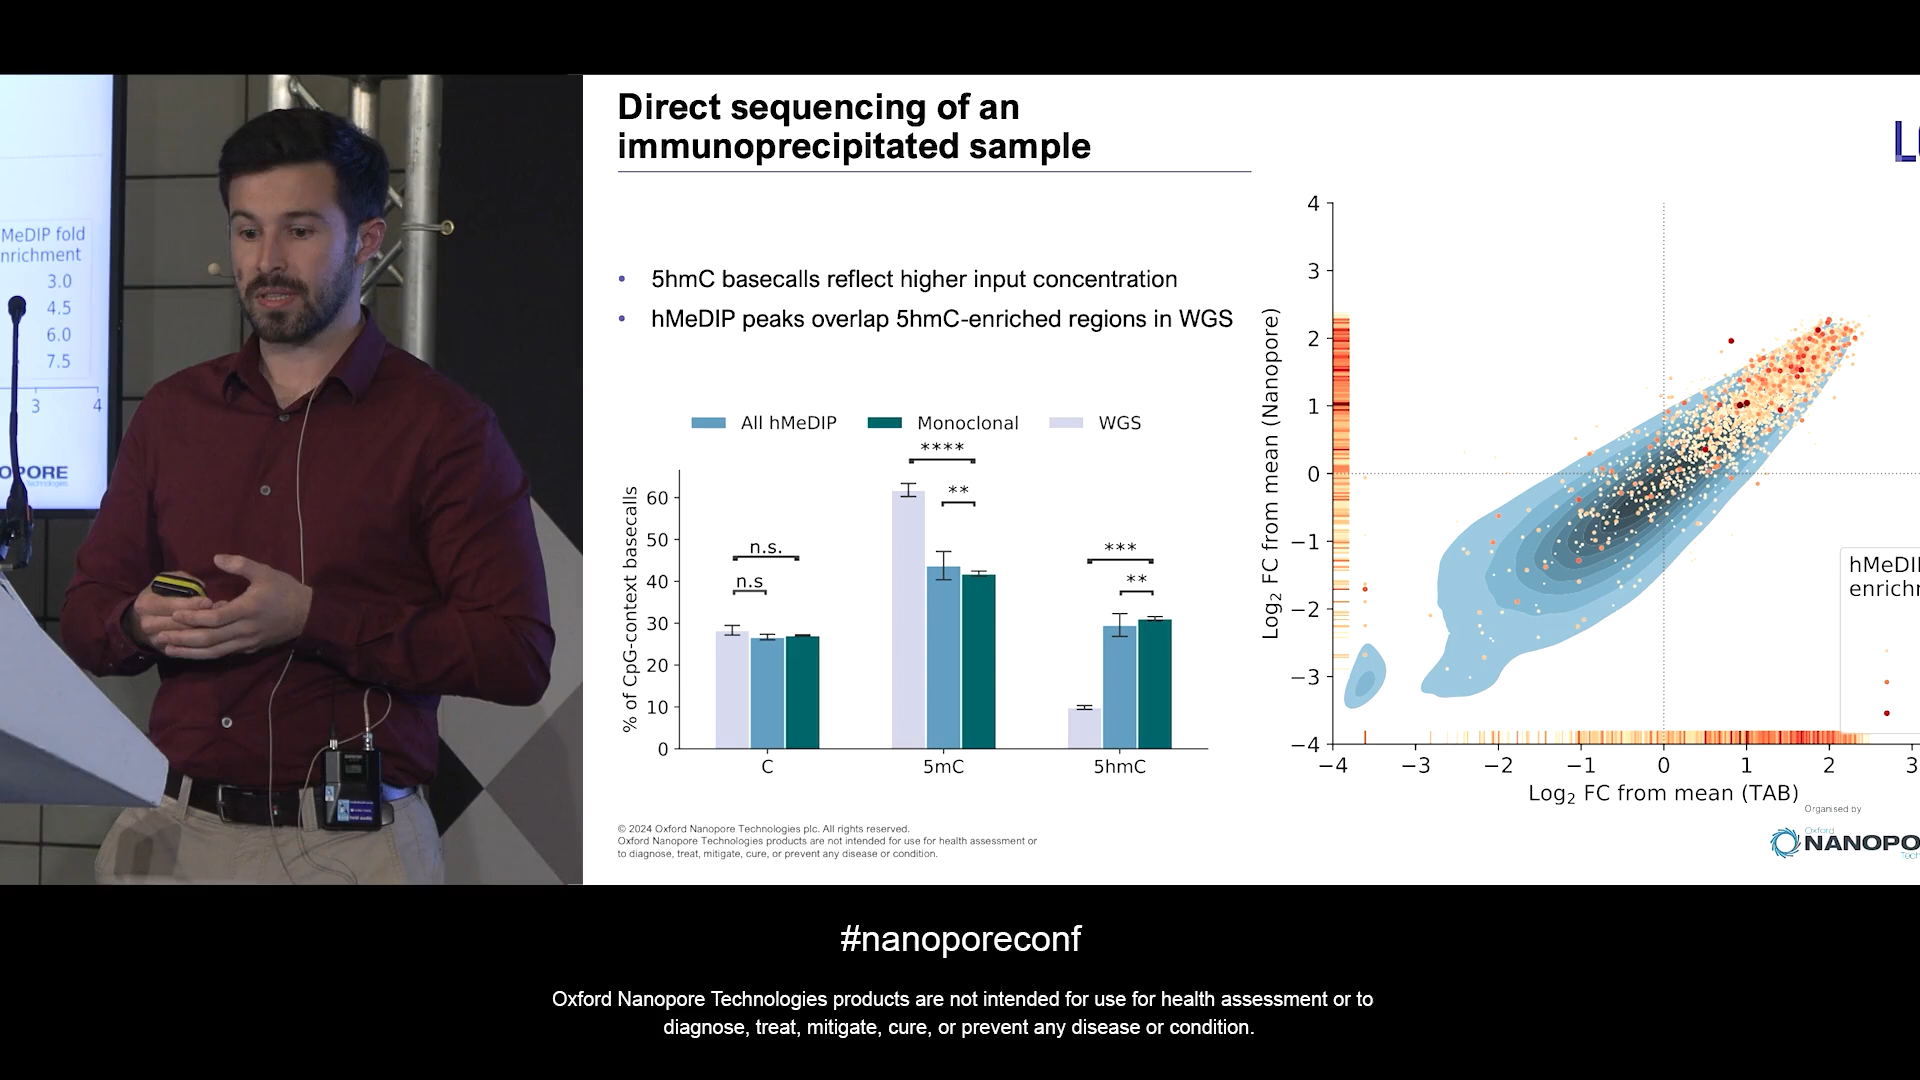 MeDIP fold
nrichment
3.0
4.5
6.0
7.5
3 4
OPORE
Direct sequencing of an
immunoprecipitated sample
• 5hmC basecalls reflect higher input concentration
• hMeDIP peaks overlap 5hmC-enriched regions in WGS
All hMeDIP Monoclonal WGS
****
**
n.s.
n.s
***
**
% of CpG-context basecalls
60
50
40
30
20
10
0
C 5mC 5hmC
Log₂ FC from mean (Nanopore)
4
3
2
1
0
−1
−2
−3
−4
−4 −3 −2 −1 0 1 2 3
Log₂ FC from mean (TAB)
hMeDI
enrichr
© 2024 Oxford Nanopore Technologies plc. All rights reserved.
Oxford Nanopore Technologies products are not intended for use for health assessment or
to diagnose, treat, mitigate, cure, or prevent any disease or condition.
Organised by
Oxford
NANOPO
Tech
#nanoporeconf
Oxford Nanopore Technologies products are not intended for use for health assessment or to
diagnose, treat, mitigate, cure, or prevent any disease or condition.